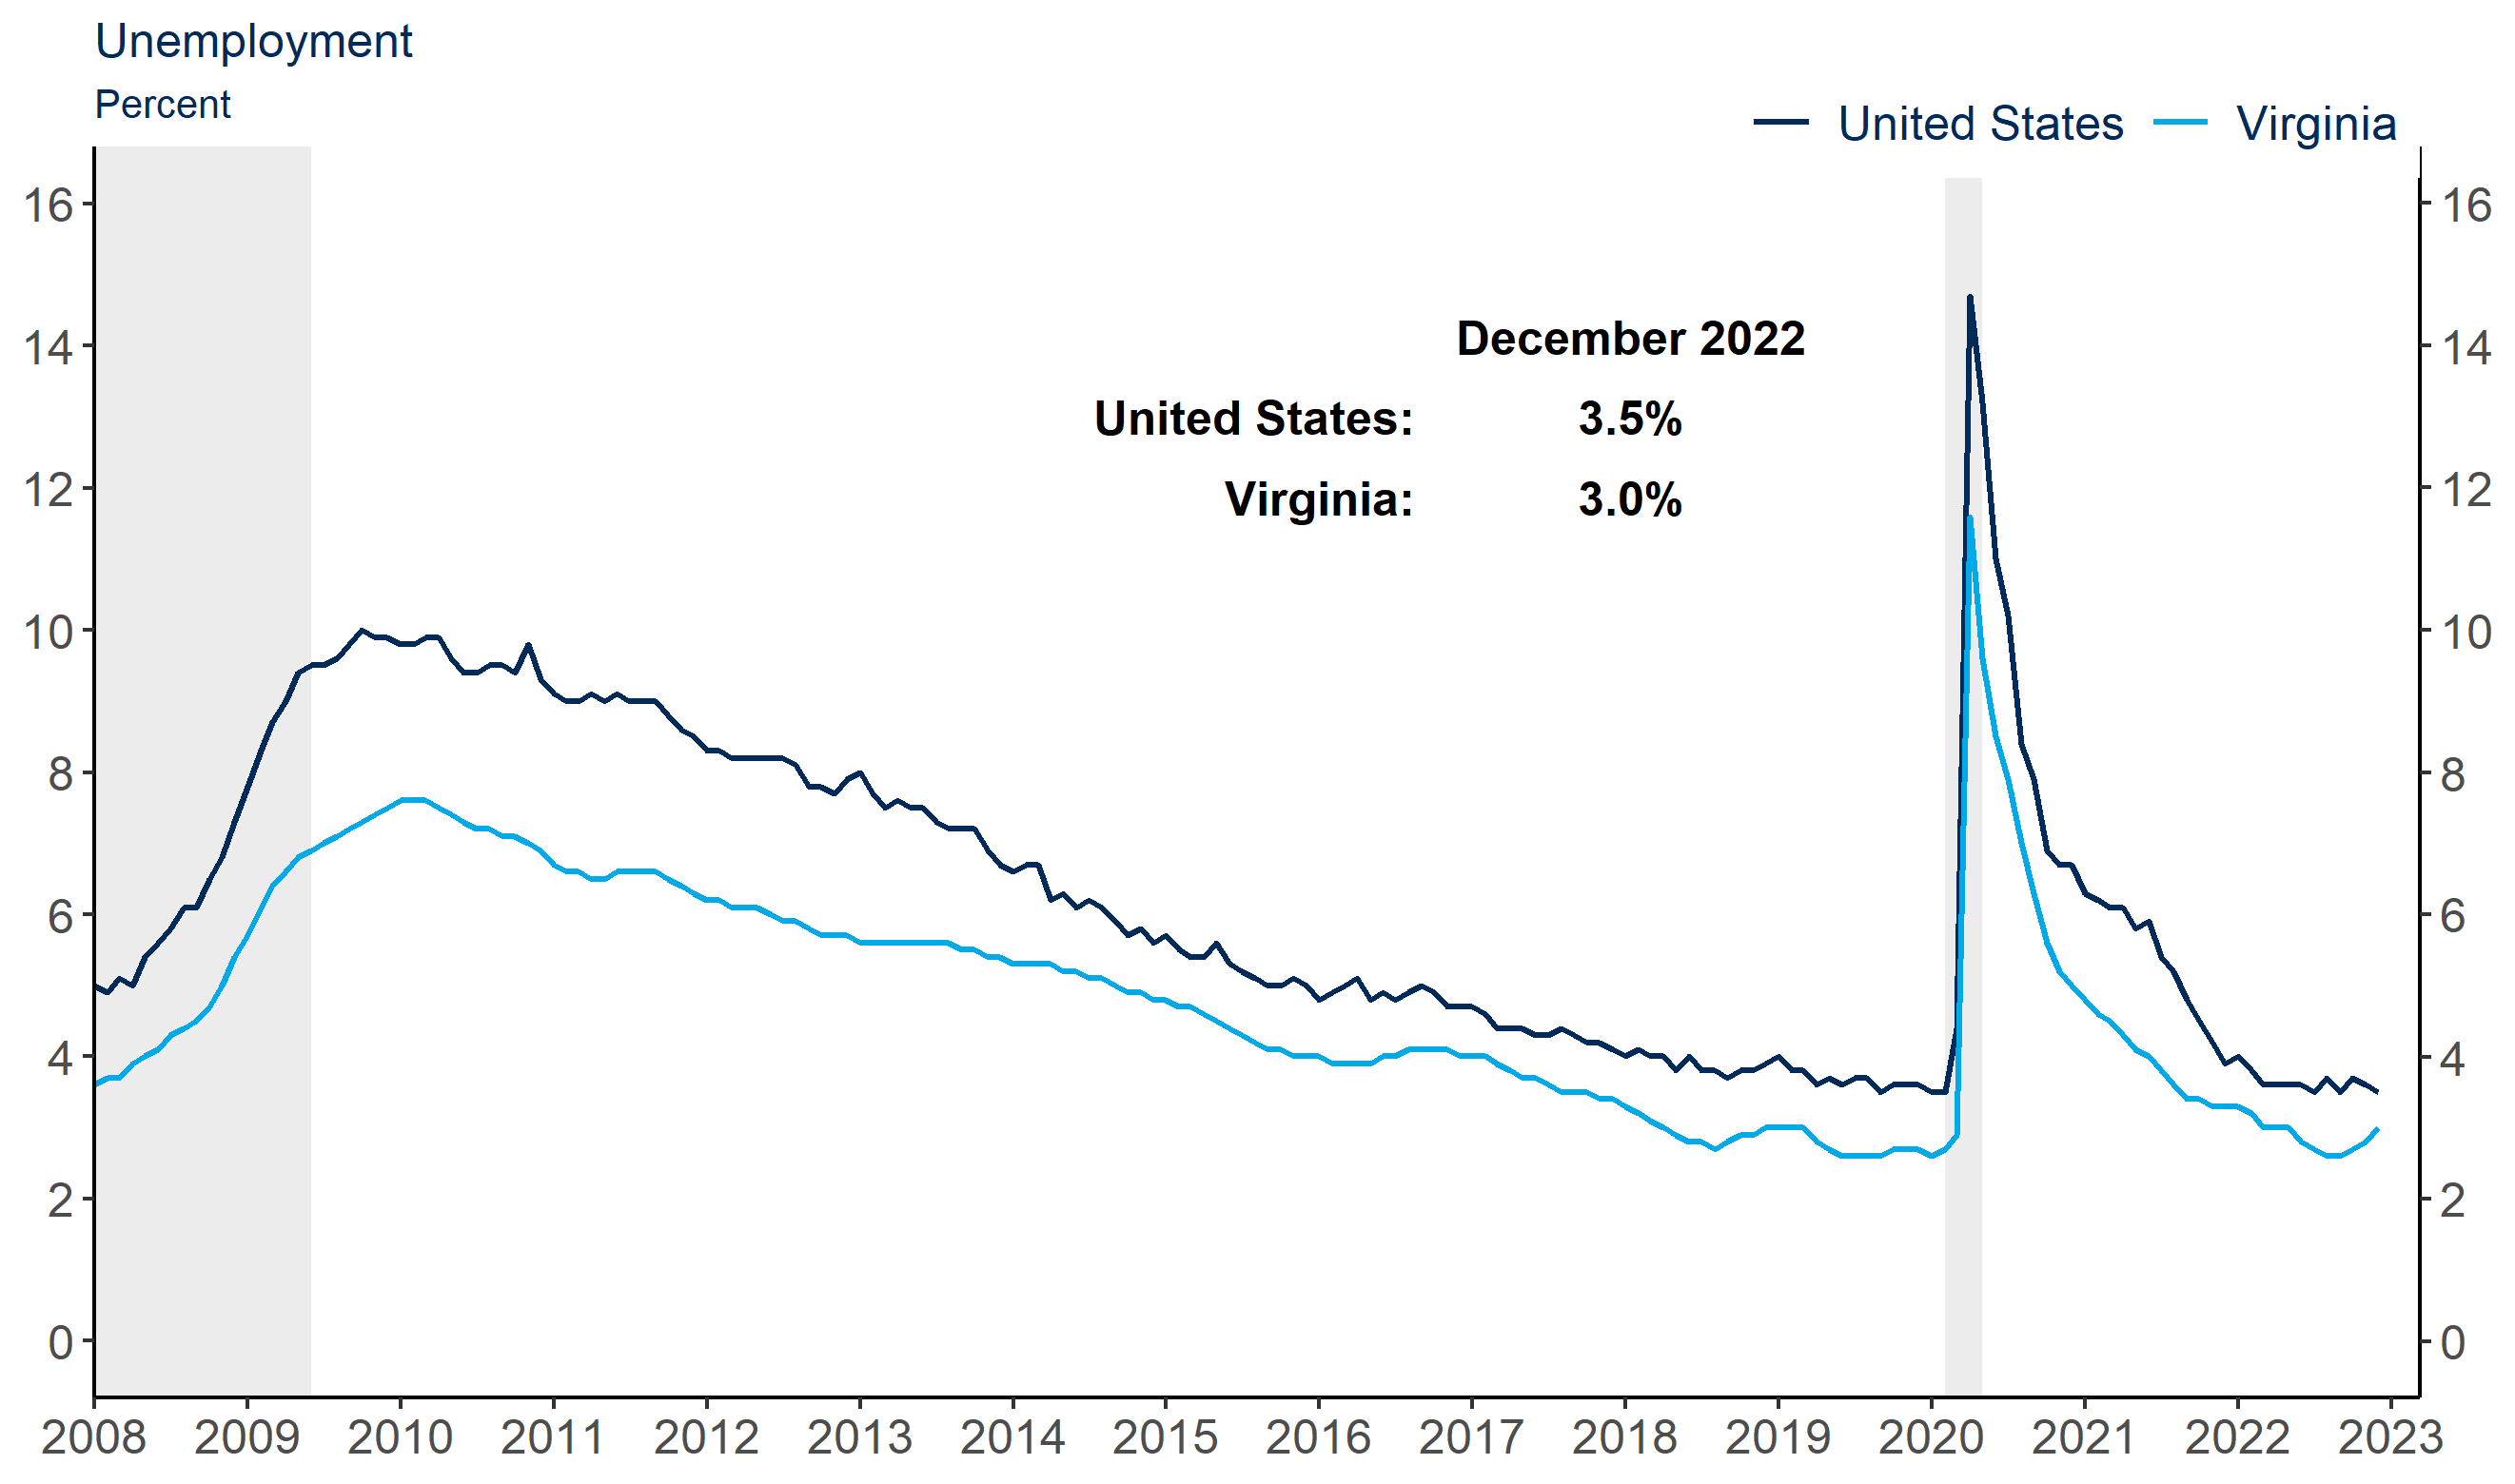 Unemployment
Percent
United States Virginia
16 16
14 December 2022 14
United States: 3.5%
12 Virginia: 3.0% 12
10 10
8 8
6 6
4 4
2 2
0 0
2008 2009 2010 2011 2012 2013 2014 2015 2016 2017 2018 2019 2020 2021 2022 2023